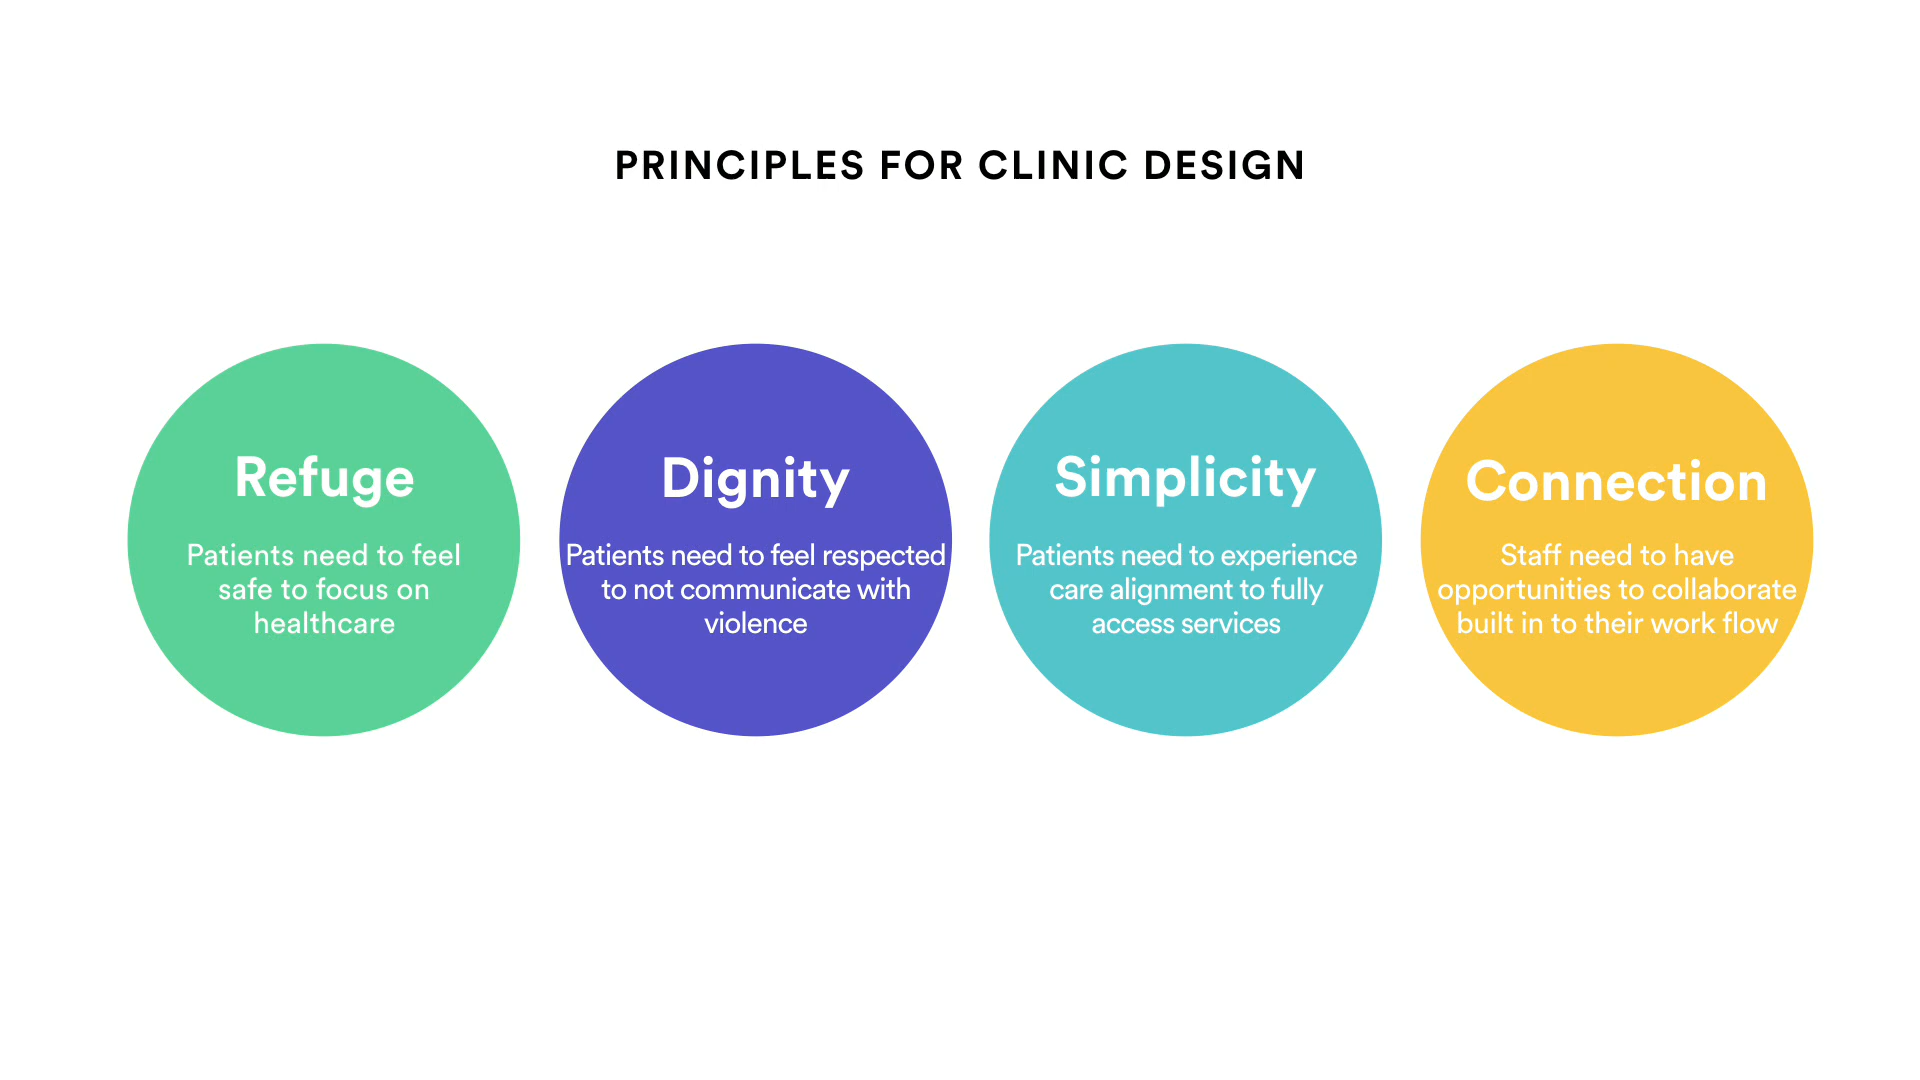 PRINCIPLES FOR CLINIC DESIGN
Refuge
Patients need to feel
safe to focus on
healthcare
Dignity
Patients need to feel respected
to not communicate with
violence
Simplicity
Patients need to experience
care alignment to fully
access services
Connection
Staff need to have
opportunities to collaborate
built in to their work flow